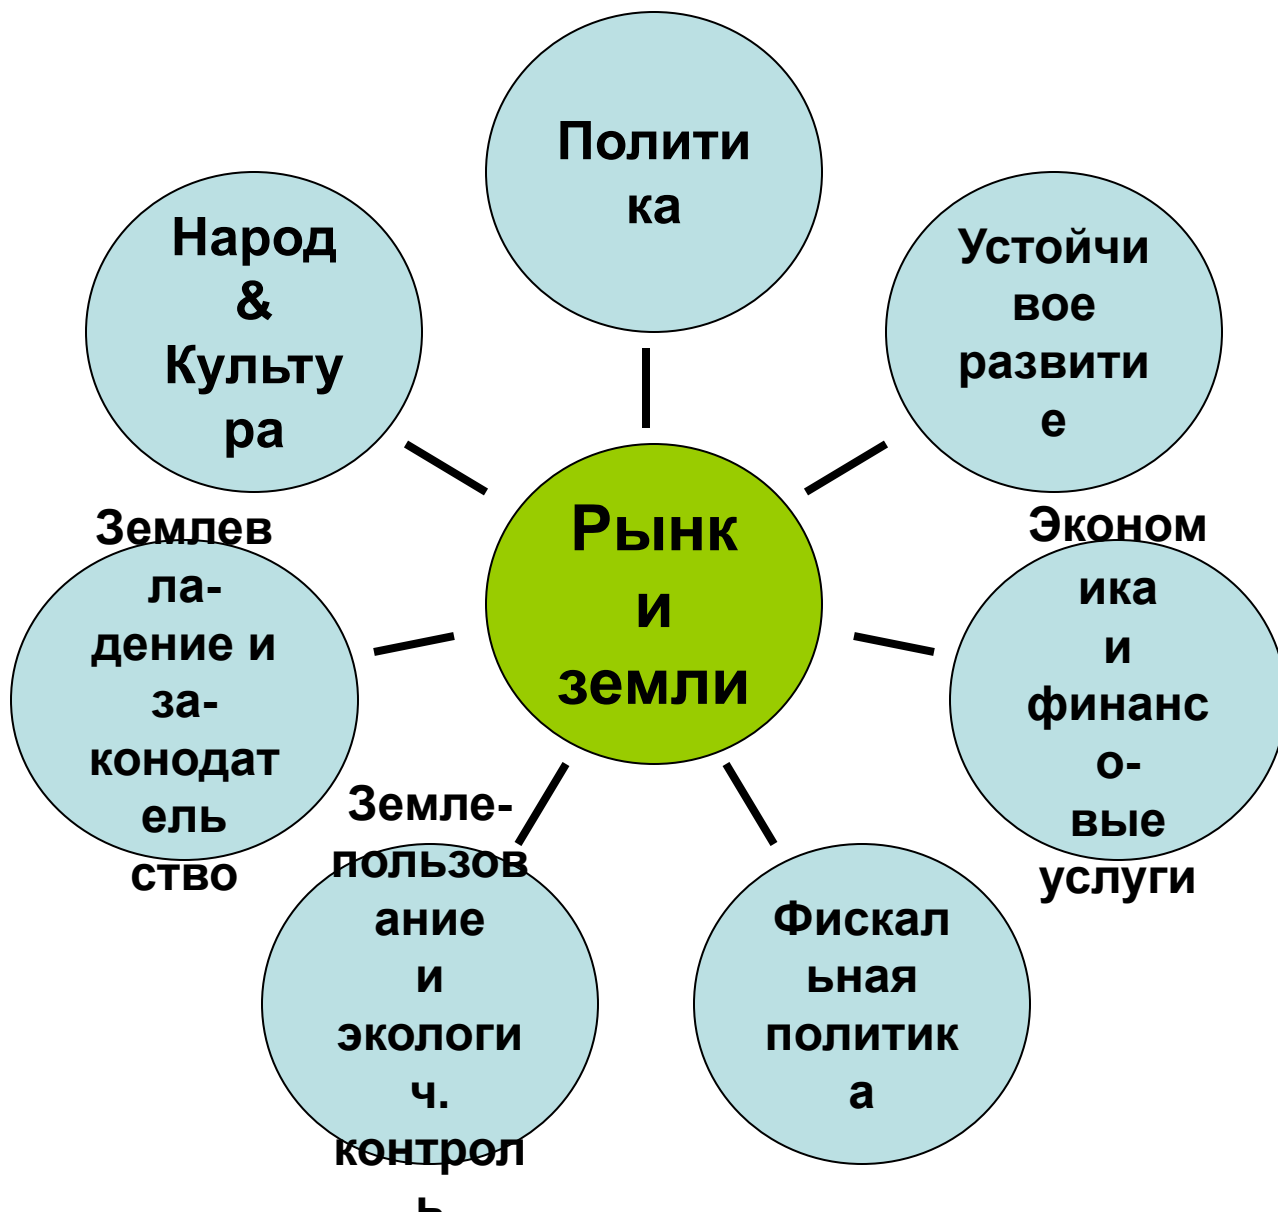 Полити
ка
Народ
&
Культу
ра
Устойчи
вое
развити
е
Рынк
и
земли
Землев
ла-
дение и
за-
конодат
ель
ство
Эконом
ика
и
финанс
о-
вые
услуги
Земле-
пользов
ание
и
экологи
ч.
контрол
ь
Фискал
ьная
политик
а